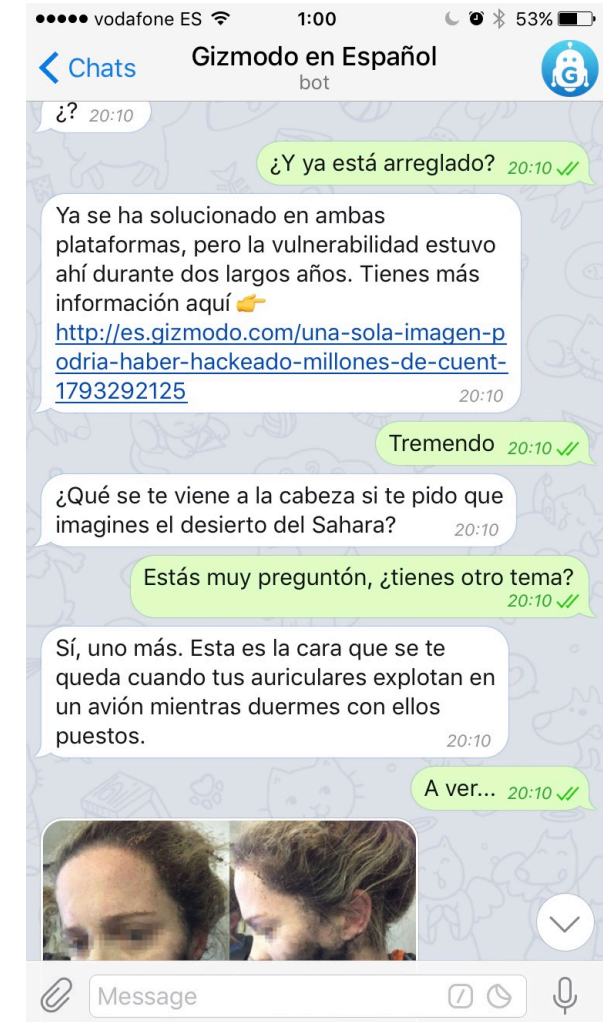 vodafone ES
1:00
53%
Chats
Gizmodo en Español
bot
¿? 20:10
¿Y ya está arreglado? 20:10
Ya se ha solucionado en ambas
plataformas, pero la vulnerabilidad estuvo
ahí durante dos largos años. Tienes más
información aquí 👉
http://es.gizmodo.com/una-sola-imagen-p
odria-haber-hackeado-millones-de-cuent-
1793292125 20:10
Tremendo 20:10
¿Qué se te viene a la cabeza si te pido que
imagines el desierto del Sahara? 20:10
Estás muy preguntón, ¿tienes otro tema?
20:10
Sí, uno más. Esta es la cara que se te
queda cuando tus auriculares explotan en
un avión mientras duermes con ellos
puestos. 20:10
A ver... 20:10
Message